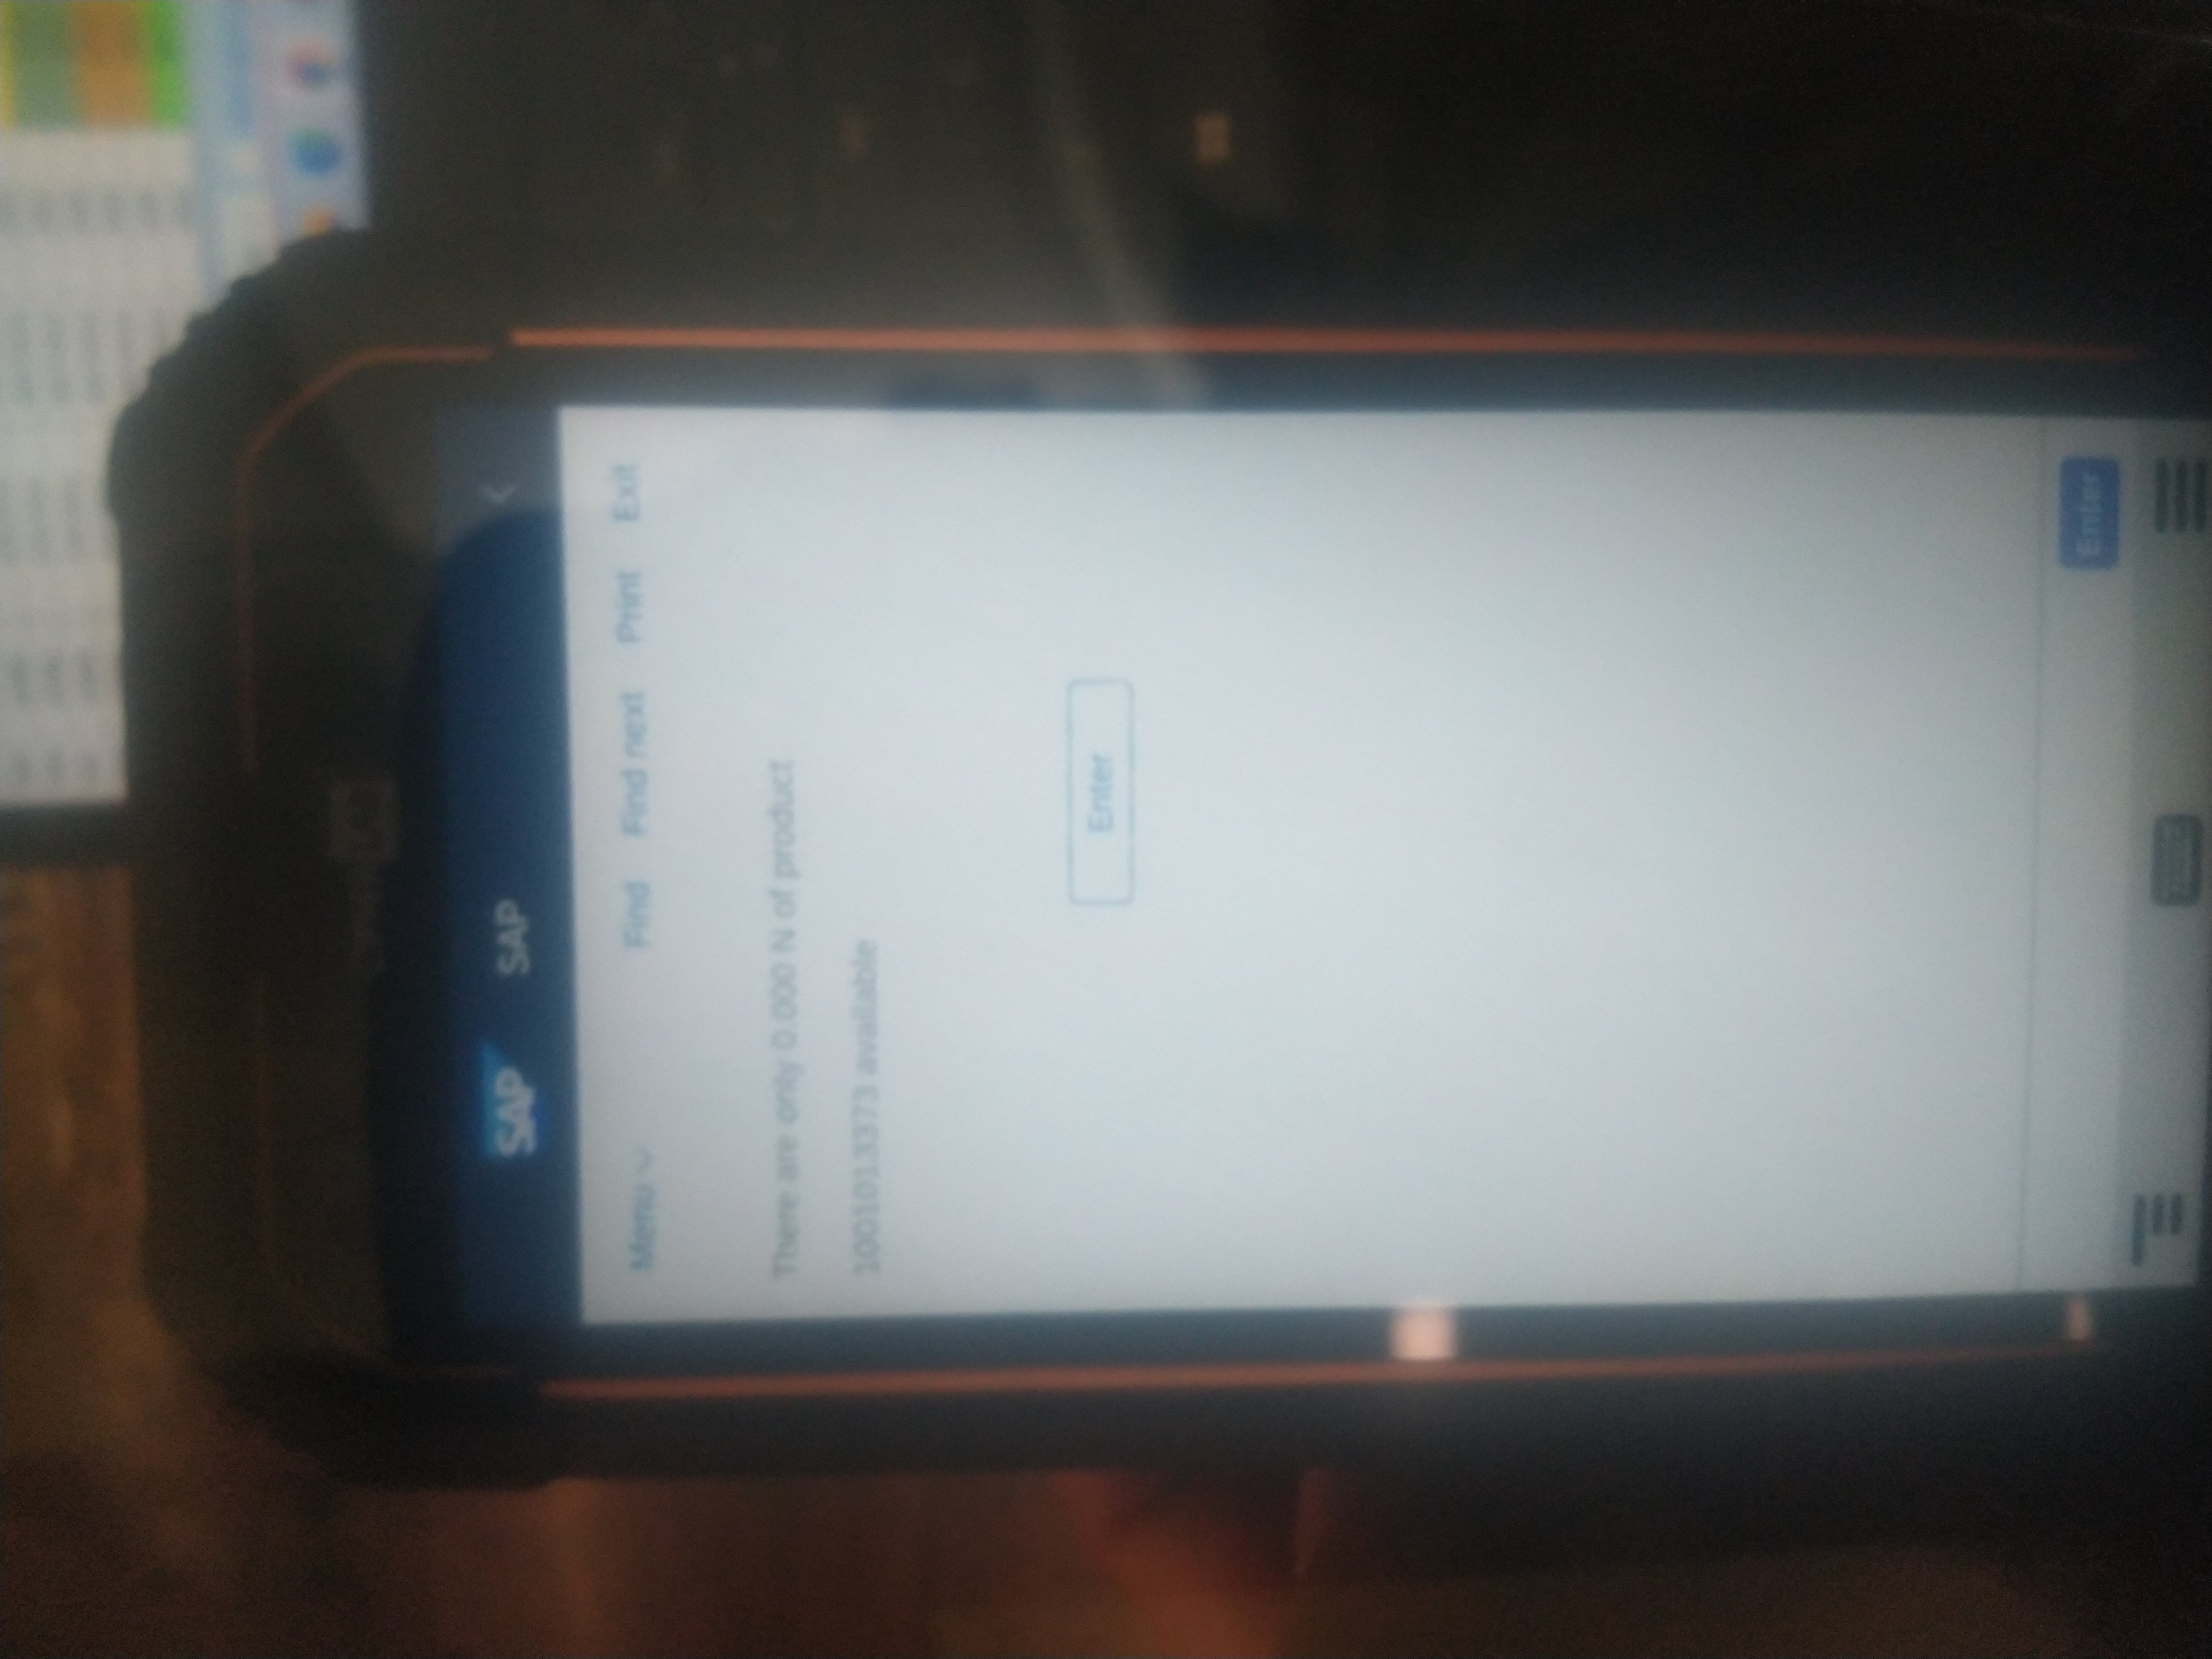 SAP SAP
Menu Find Find next Print Exit
There are only 0.000 N of product
1001013373 available
Enter
Enter